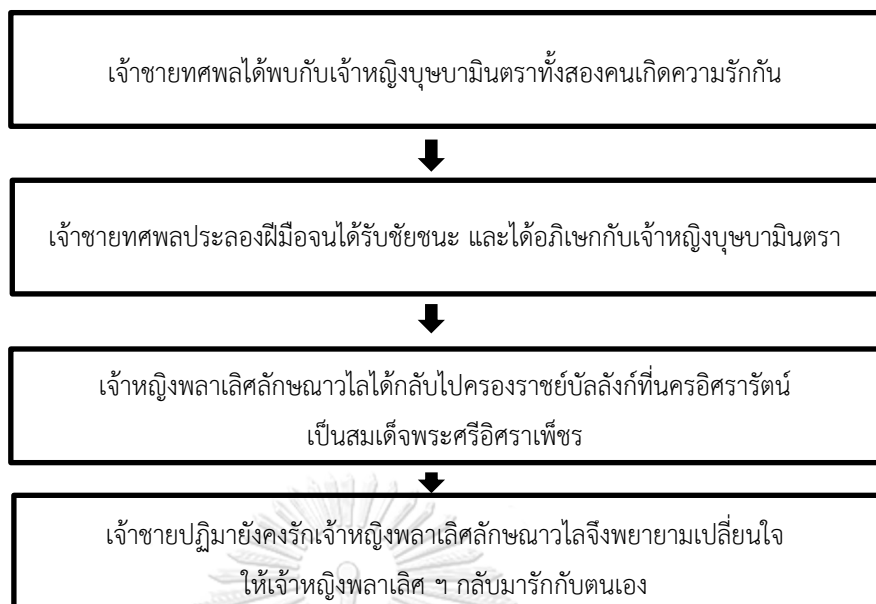 เจ้าชายทศพลได้พบกับเจ้าหญิงบุษบามินตราทั้งสองคนเกิดความรักกัน
เจ้าชายทศพลประลองฝีมือจนได้รับชัยชนะ และได้อภิเษกกับเจ้าหญิงบุษบามินตรา
เจ้าหญิงพลาเลิศลักษณาวไลได้กลับไปครองราชย์บัลลังก์ที่นครอิศรารัตน์
เป็นสมเด็จพระศรีอิศราเพ็ชร
เจ้าชายปฏิมายังคงรักเจ้าหญิงพลาเลิศลักษณาวไลจึงพยายามเปลี่ยนใจ
ให้เจ้าหญิงพลาเลิศ ฯ กลับมารักกับตนเอง